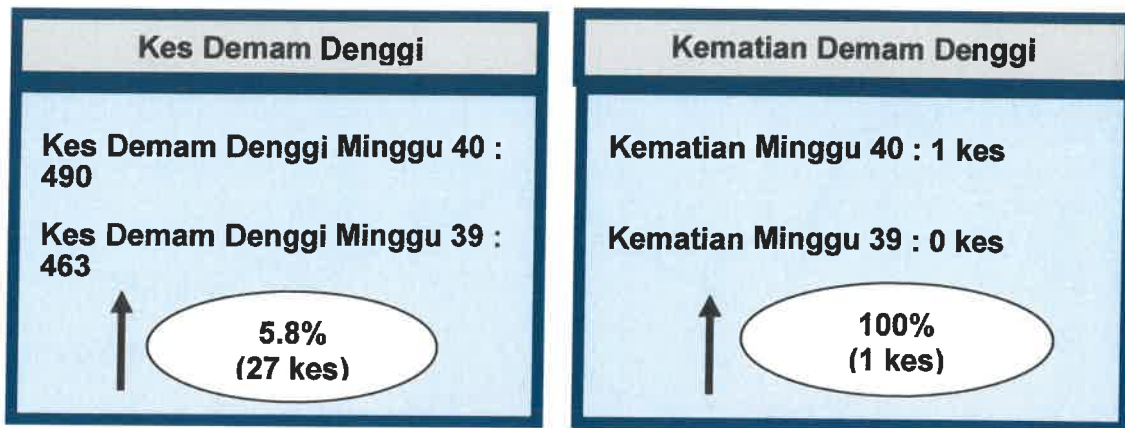 Kes Demam Denggi
Kes Demam Denggi Minggu 40 :
490
Kes Demam Denggi Minggu 39 :
463
5.8%
(27 kes)
Kematian Demam Denggi
Kematian Minggu 40 : 1 kes
Kematian Minggu 39 : 0 kes
100%
(1 kes)